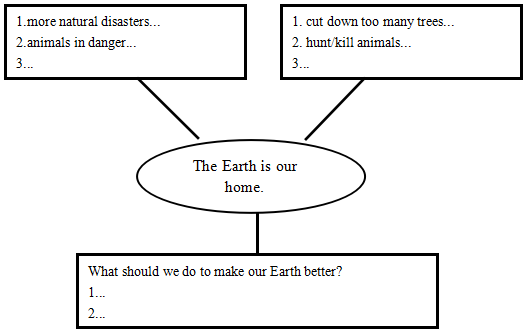 1.more natural disasters...
2.animals in danger...
3...
1. cut down too many trees...
2. hunt/kill animals...
3...
The Earth is our
home.
What should we do to make our Earth better?
1...
2...